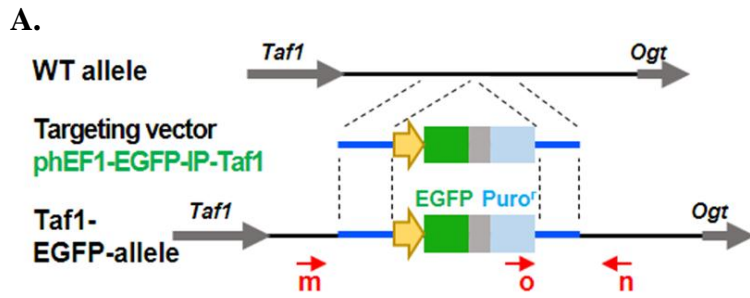 A.
Taf1 Ogt
WT allele
Targeting vector
phEF1-EGFP-IP-Taf1
EGFP Puroʳ
Taf1 Ogt
Taf1-
EGFP-allele
m o n